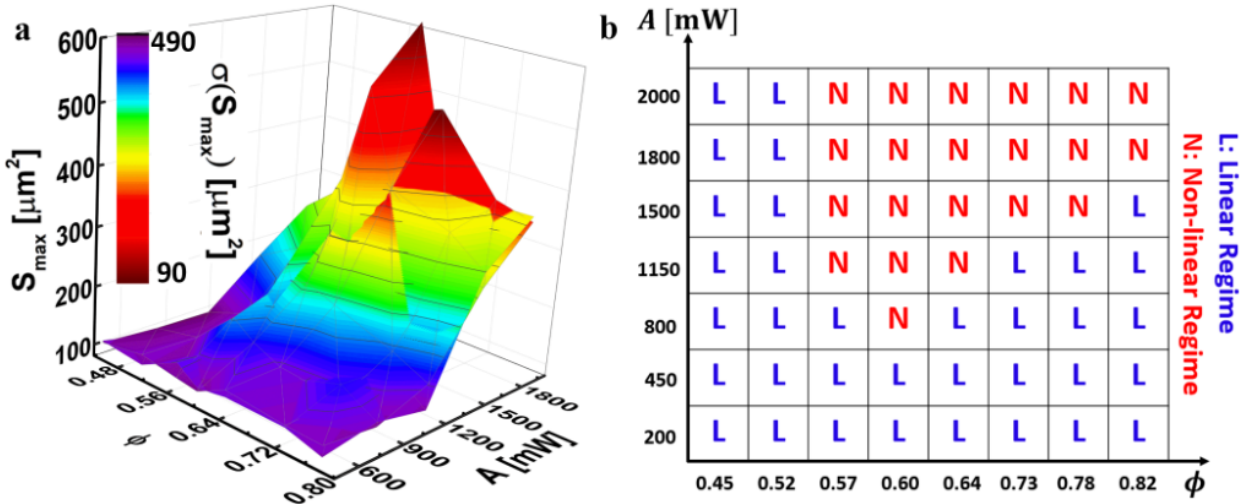 a
600
500
400
300
200
100
S_max [μm²]
490
90
σ(S_max) [μm²]
0.48
0.56
0.64
0.72
0.80
ϕ
600
900
1200
1500
1800
A [mW]
b
A [mW]
2000 L L N N N N N N
1800 L L N N N N N N
1500 L L N N N N N L
1150 L L N N N L L L
800 L L L N L L L L
450 L L L L L L L L
200 L L L L L L L L
0.45 0.52 0.57 0.60 0.64 0.73 0.78 0.82 ϕ
L: Linear Regime
N: Non-linear Regime